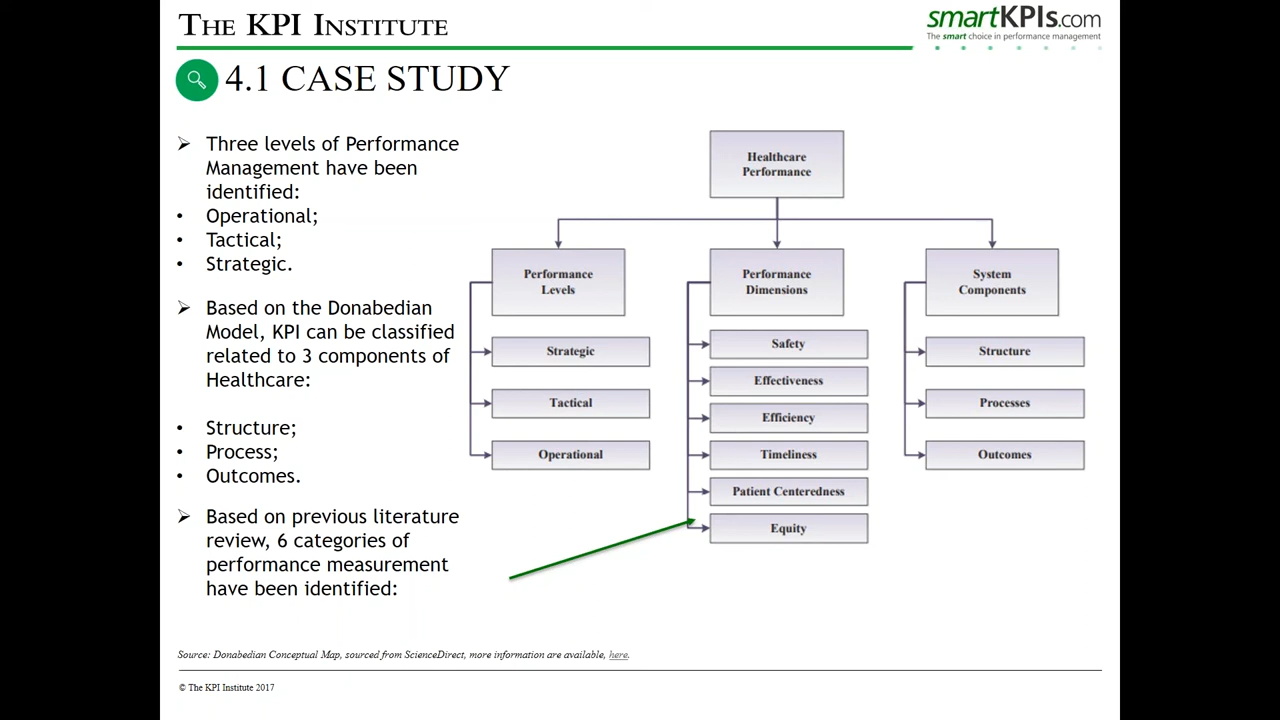 THE KPI INSTITUTE
smartKPIs.com
The smart choice in performance management
4.1 CASE STUDY
➢ Three levels of Performance
Management have been
identified:
• Operational;
• Tactical;
• Strategic.
➢ Based on the Donabedian
Model, KPI can be classified
related to 3 components of
Healthcare:
• Structure;
• Process;
• Outcomes.
➢ Based on previous literature
review, 6 categories of
performance measurement
have been identified:
Healthcare
Performance
Performance
Levels
Strategic
Tactical
Operational
Performance
Dimensions
Safety
Effectiveness
Efficiency
Timeliness
Patient Centeredness
Equity
System
Components
Structure
Processes
Outcomes
Source: Donabedian Conceptual Map, sourced from ScienceDirect, more information are available, here.
© The KPI Institute 2017